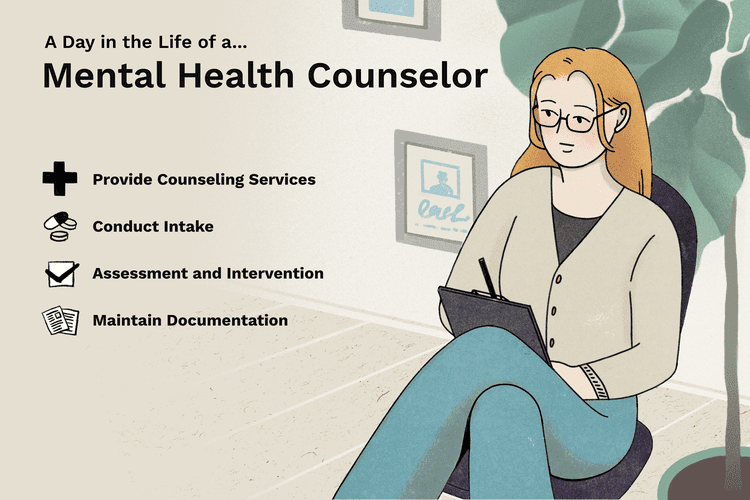 A Day in the Life of a...
Mental Health Counselor
Provide Counseling Services
Conduct Intake
Assessment and Intervention
Maintain Documentation